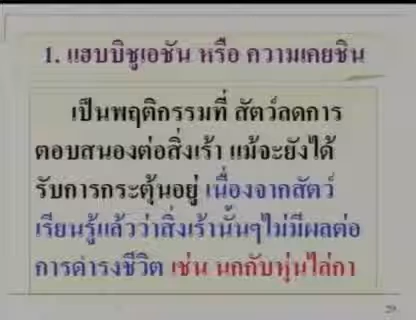 1. แฮบบิชูเอชัน หรือ ความเคยชิน
เป็นพฤติกรรมที่ สัตว์ลดการ
ตอบสนองต่อสิ่งเร้า แม้จะยังได้
รับการกระตุ้นอยู่ เนื่องจากสัตว์
เรียนรู้แล้วว่าสิ่งเร้านั้นๆไม่มีผลต่อ
การดำรงชีวิต เช่น นกกับหุ่นไล่กา